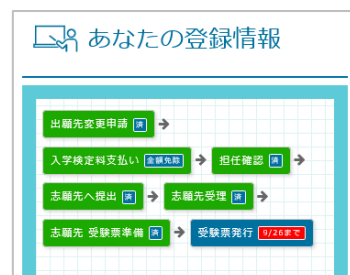 あなたの登録情報
出願先変更申請 済 →
入学検定料支払い 全額免除 → 担任確認 済 →
志願先へ提出 済 → 志願先受理 済 →
志願先 受験票準備 済 → 受験票発行 9/26まで